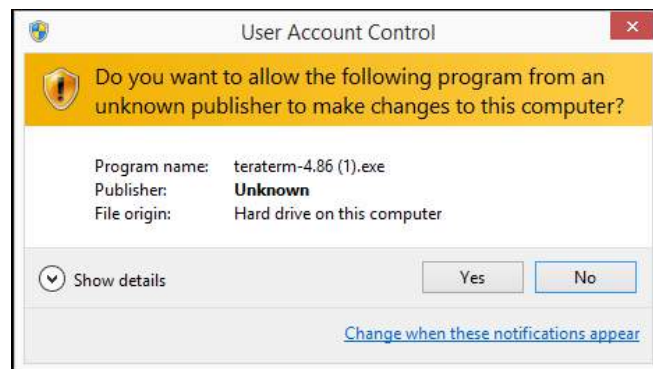 User Account Control
Do you want to allow the following program from an
unknown publisher to make changes to this computer?
Program name: teraterm-4.86 (1).exe
Publisher: Unknown
File origin: Hard drive on this computer
Show details
Yes No
Change when these notifications appear